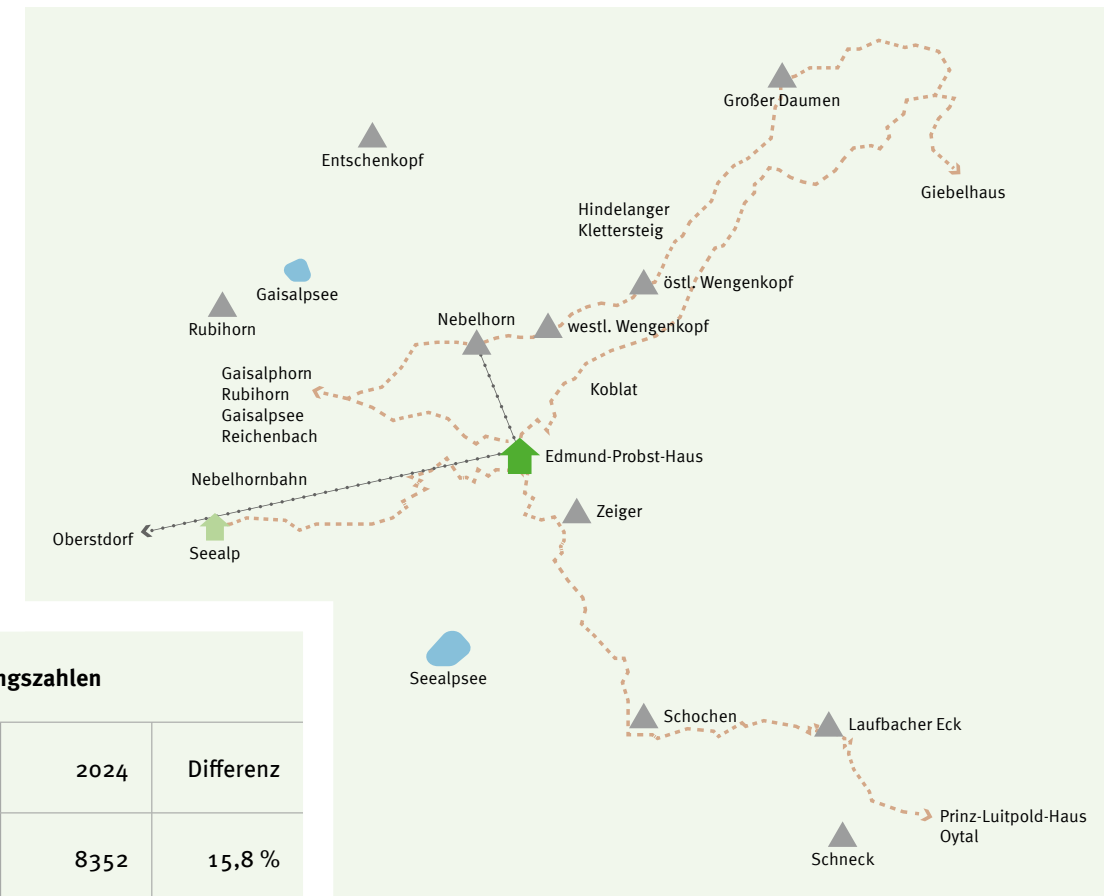 Großer Daumen
Entschenkopf
Giebelhaus
Hindelanger
Klettersteig
Gaisalpsee
östl. Wengenkopf
Rubihorn
Nebelhorn
westl. Wengenkopf
Gaisalphorn
Rubihorn
Gaisalpsee
Reichenbach
Koblat
Edmund-Probst-Haus
Nebelhornbahn
Zeiger
Oberstdorf
Seealp
Seealpsee
Schochen
Laufbacher Eck
Prinz-Luitpold-Haus
Oytal
Schneck
ngszahlen
2024 Differenz
8352 15,8 %